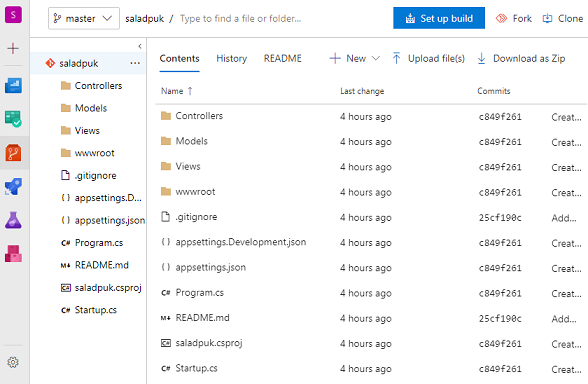 S master saladpuk / Type to find a file or folder... Set up build Fork Clone
saladpuk ...
Controllers
Models
Views
wwwroot
.gitignore
appsettings.D...
appsettings.json
C# Program.cs
M↓ README.md
C# saladpuk.csproj
C# Startup.cs
Contents History README New Upload file(s) Download as Zip
Name ↑ Last change Commits
Controllers 4 hours ago c849f261 Creat...
Models 4 hours ago c849f261 Creat...
Views 4 hours ago c849f261 Creat...
wwwroot 4 hours ago c849f261 Creat...
.gitignore 4 hours ago 25cf190c Add...
{ } appsettings.Development.json 4 hours ago c849f261 Creat...
{ } appsettings.json 4 hours ago c849f261 Creat...
C# Program.cs 4 hours ago c849f261 Creat...
M↓ README.md 4 hours ago 25cf190c Add...
C# saladpuk.csproj 4 hours ago c849f261 Creat...
C# Startup.cs 4 hours ago c849f261 Creat...